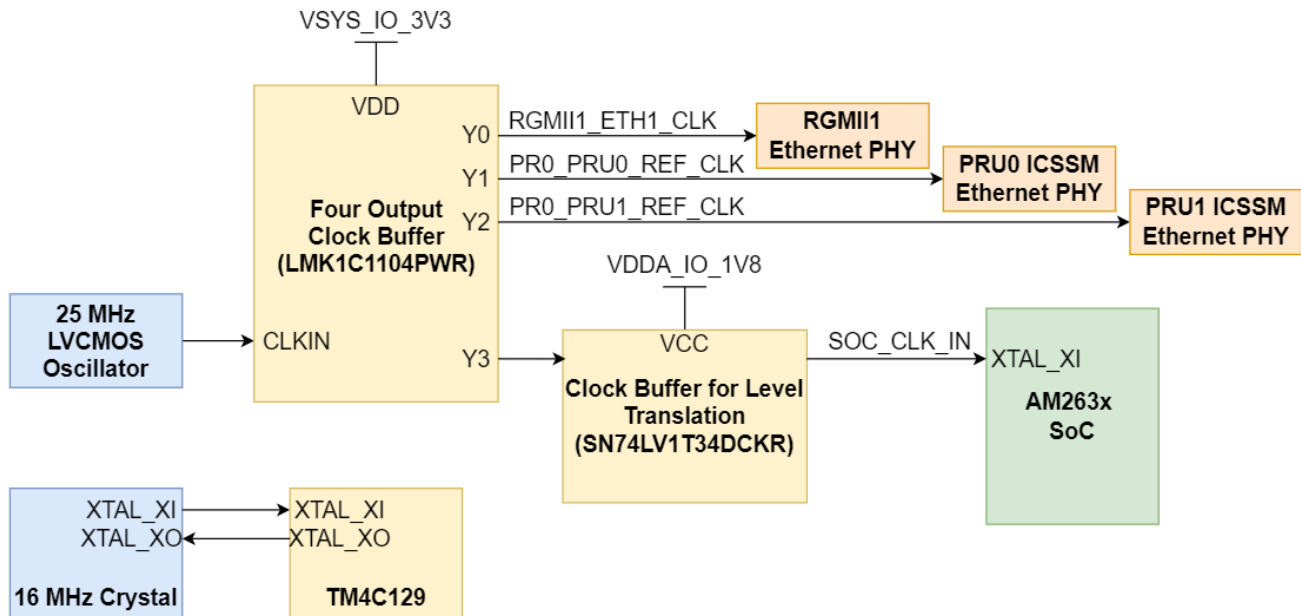 VSYS_IO_3V3
VDD
Y0
RGMII1_ETH1_CLK
RGMII1
Ethernet PHY
Y1
PR0_PRU0_REF_CLK
PRU0 ICSSM
Ethernet PHY
Y2
PR0_PRU1_REF_CLK
PRU1 ICSSM
Ethernet PHY
Four Output
Clock Buffer
(LMK1C1104PWR)
25 MHz
LVCMOS
Oscillator
CLKIN
Y3
VDDA_IO_1V8
VCC
Clock Buffer for Level
Translation
(SN74LV1T34DCKR)
SOC_CLK_IN
XTAL_XI
AM263x
SoC
XTAL_XI
XTAL_XO
16 MHz Crystal
XTAL_XI
XTAL_XO
TM4C129